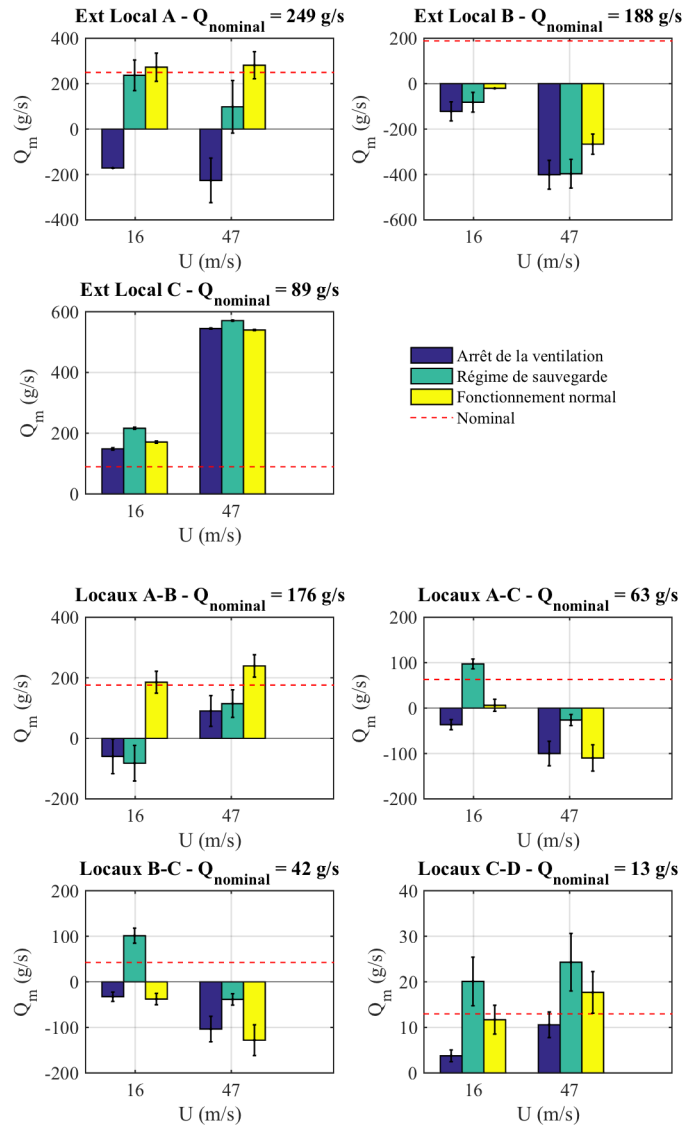 Ext Local A - Q_nominal = 249 g/s
400
200
0
-200
-400
Q_m (g/s)
16 47
U (m/s)
Ext Local B - Q_nominal = 188 g/s
200
0
-200
-400
-600
Q_m (g/s)
16 47
U (m/s)
Ext Local C - Q_nominal = 89 g/s
600
400
200
0
Q_m (g/s)
16 47
U (m/s)
Arrêt de la ventilation
Régime de sauvegarde
Fonctionnement normal
Nominal
Locaux A-B - Q_nominal = 176 g/s
400
200
0
-200
Q_m (g/s)
16 47
U (m/s)
Locaux A-C - Q_nominal = 63 g/s
200
100
0
-100
-200
Q_m (g/s)
16 47
U (m/s)
Locaux B-C - Q_nominal = 42 g/s
200
100
0
-100
-200
Q_m (g/s)
16 47
U (m/s)
Locaux C-D - Q_nominal = 13 g/s
40
30
20
10
0
Q_m (g/s)
16 47
U (m/s)